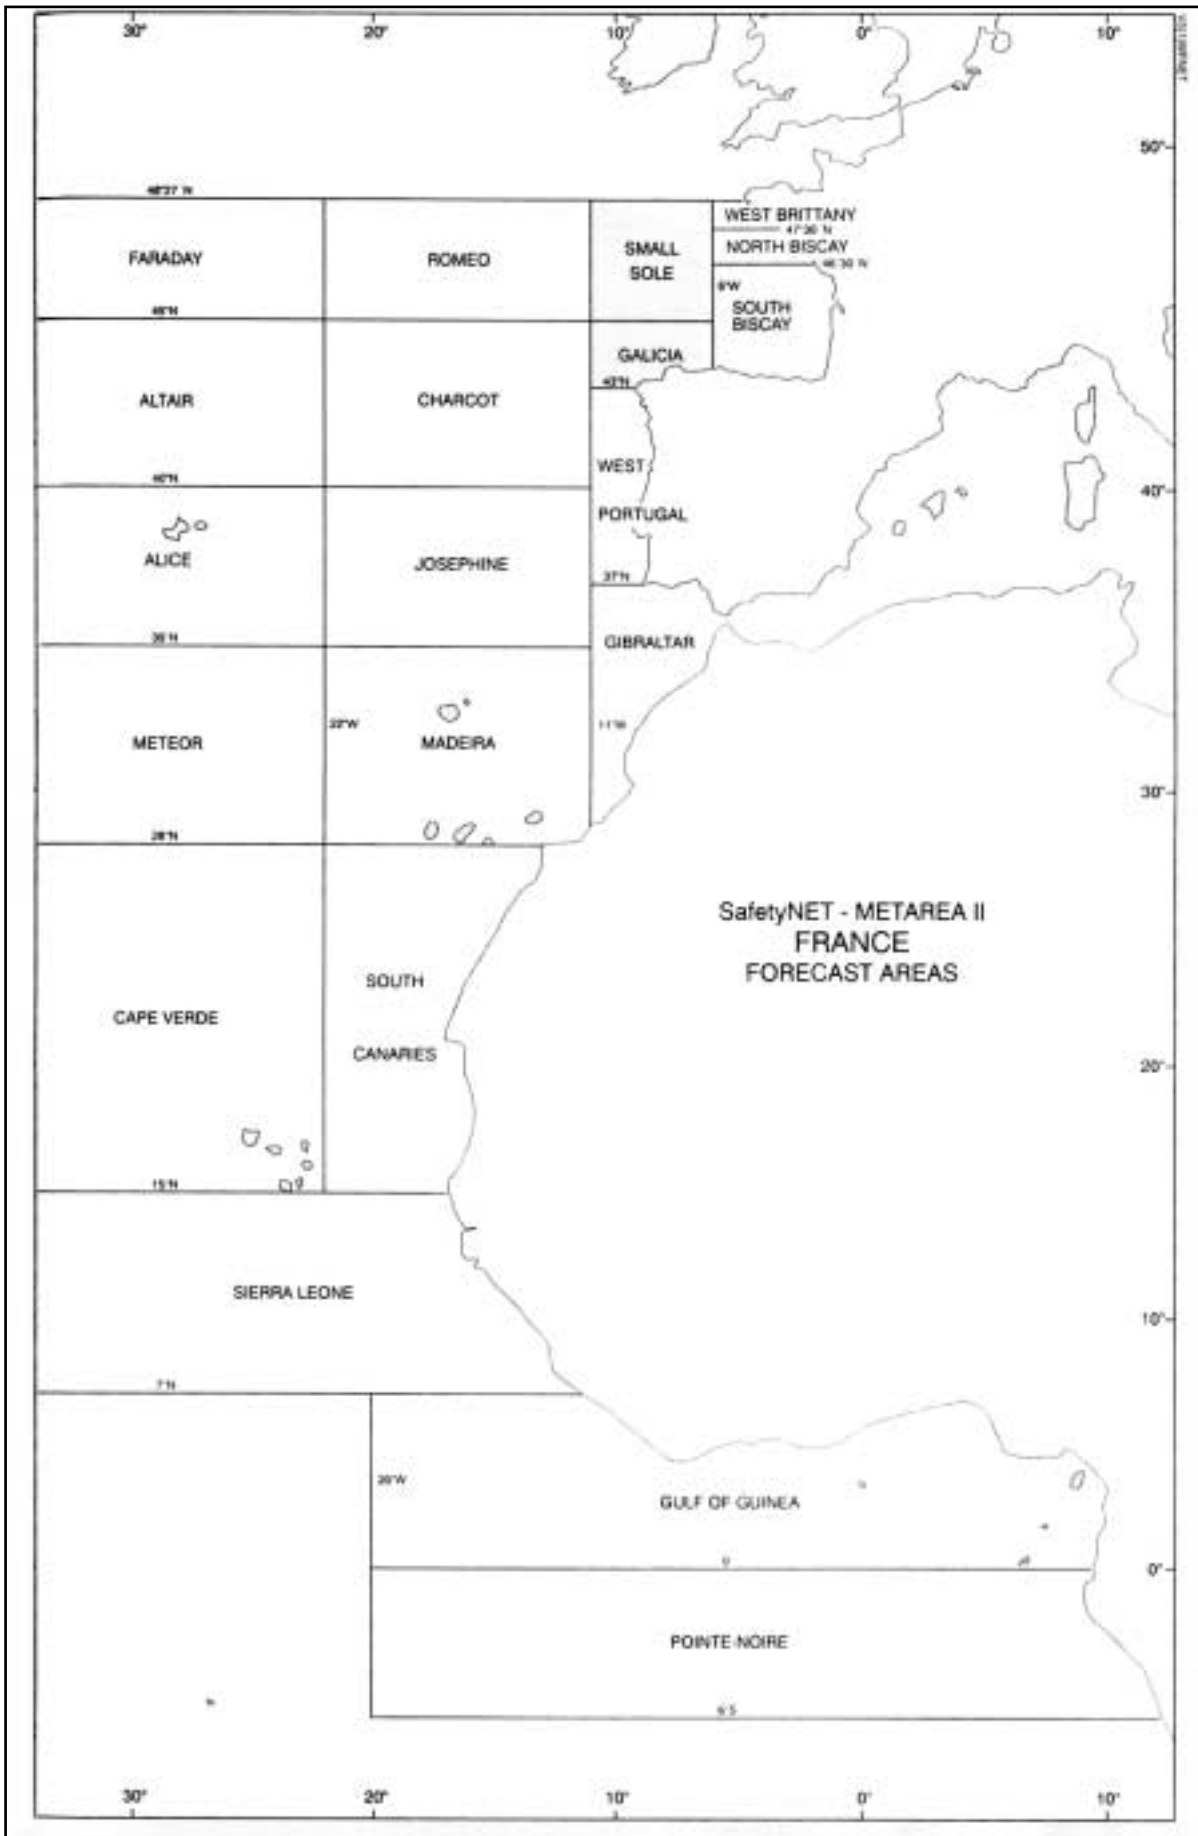 30° 20° 10° 0° 10°
50°
48°27' N
WEST BRITTANY
47°30' N
FARADAY ROMEO SMALL
SOLE
NORTH BISCAY
46°30' N
6°W
SOUTH
BISCAY
45°N
GALICIA
43°N
ALTAIR CHARCOT
WEST
40°N
40°
PORTUGAL
ALICE JOSEPHINE
37°N
35°N
GIBRALTAR
22°W
11°W
METEOR MADEIRA
30°
28°N
SafetyNET - METAREA II
FRANCE
FORECAST AREAS
SOUTH
CAPE VERDE
CANARIES
20°
15°N
SIERRA LEONE
10°
7°N
20°W
GULF OF GUINEA
0
0°
POINTE-NOIRE
6°S
30° 20° 10° 0° 10°